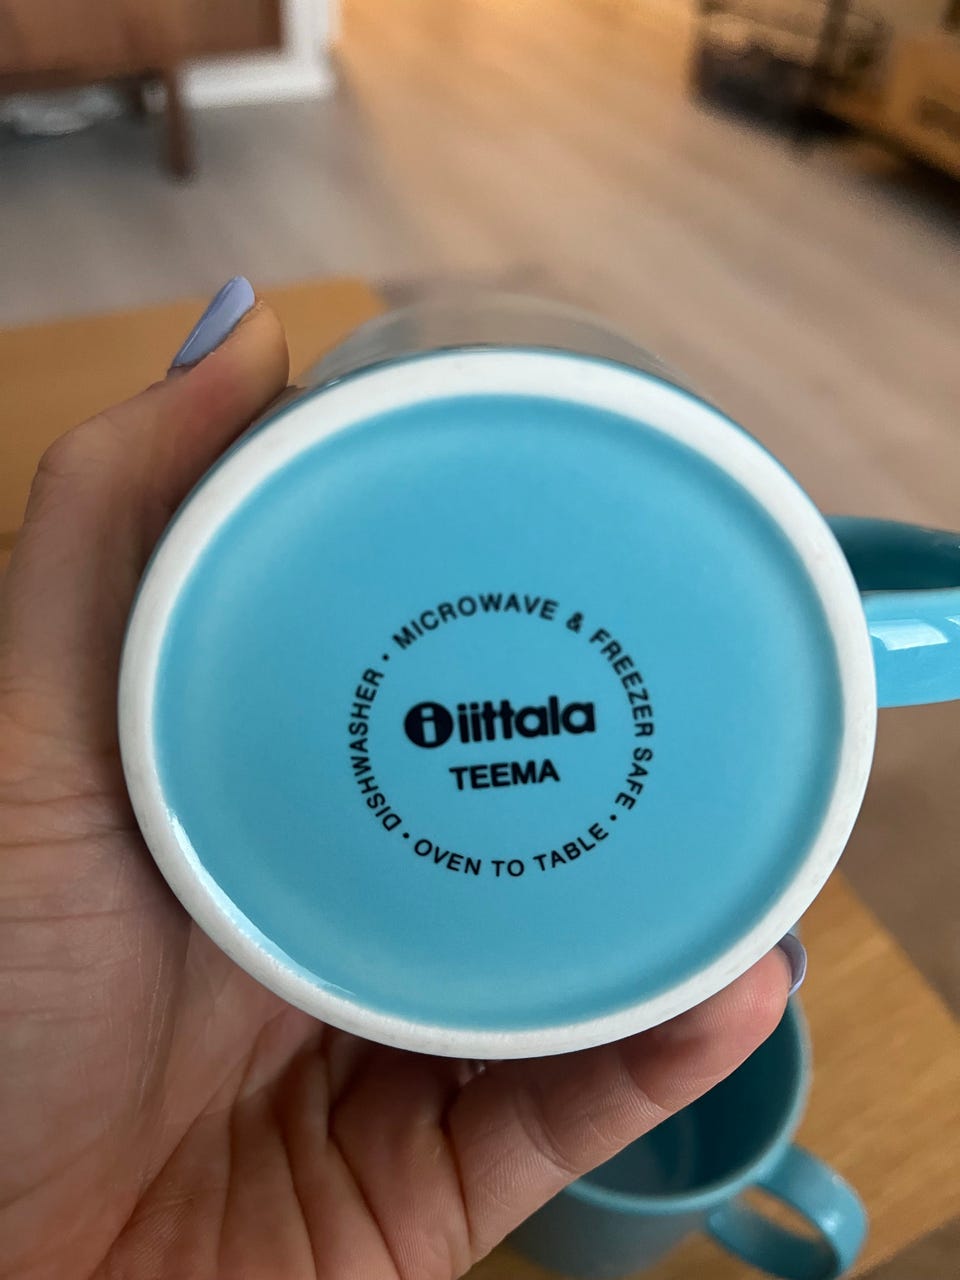 DISHWASHER • MICROWAVE & FREEZER SAFE • OVEN TO TABLE •
i iittala
TEEMA